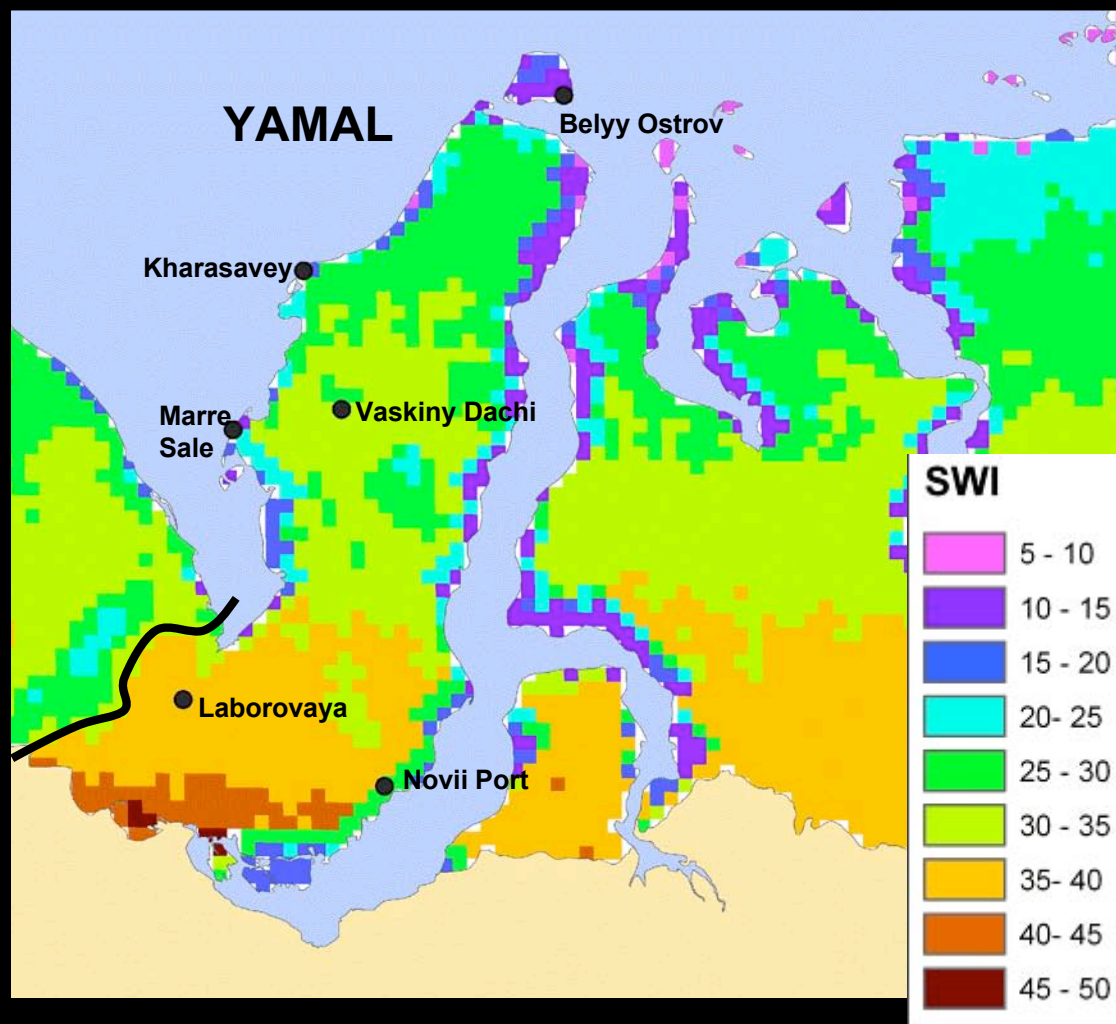 YAMAL
Belyy Ostrov
Kharasavey
Marre
Sale
Vaskiny Dachi
Laborovaya
Novii Port
SWI
5 - 10
10 - 15
15 - 20
20- 25
25 - 30
30 - 35
35- 40
40- 45
45 - 50